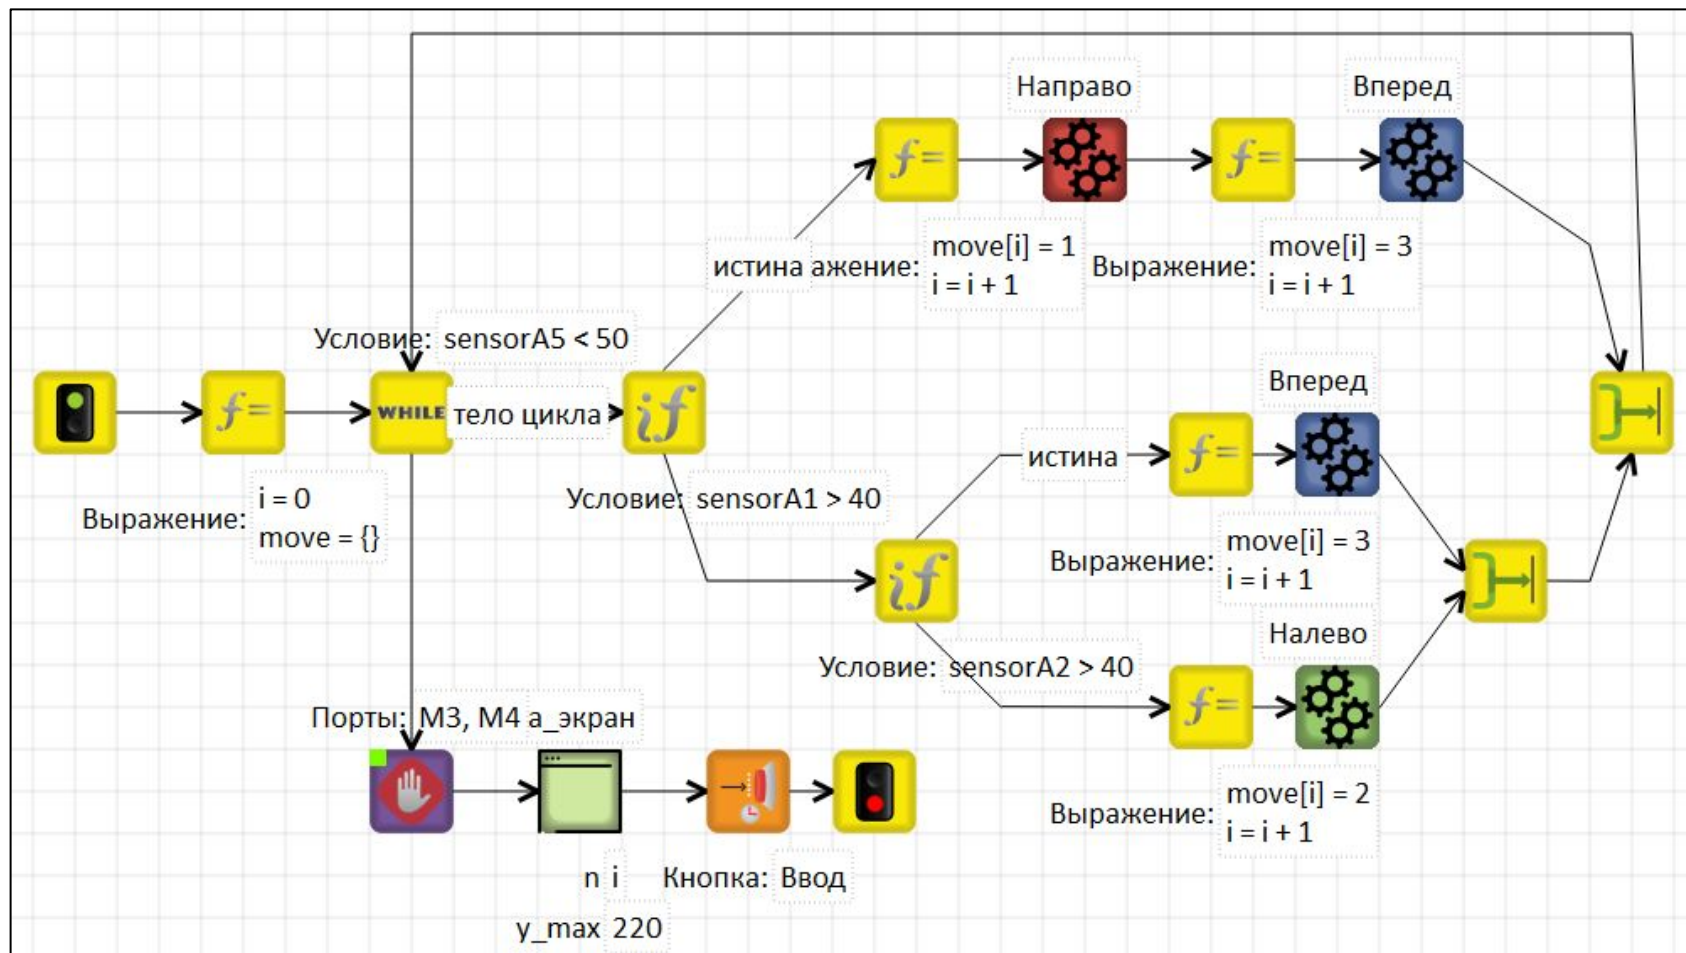 Направо
Вперед
истина
ажение:
move[i] = 1
i = i + 1
Выражение:
move[i] = 3
i = i + 1
Условие: sensorA5 < 50
WHILE
тело цикла
if
f=
f=
f=
Вперед
Выражение:
i = 0
move = {}
Условие: sensorA1 > 40
истина
f=
if
Выражение:
move[i] = 3
i = i + 1
Налево
Условие: sensorA2 > 40
f=
Порты: M3, M4
а_экран
Выражение:
move[i] = 2
i = i + 1
n i
Кнопка: Ввод
y_max 220